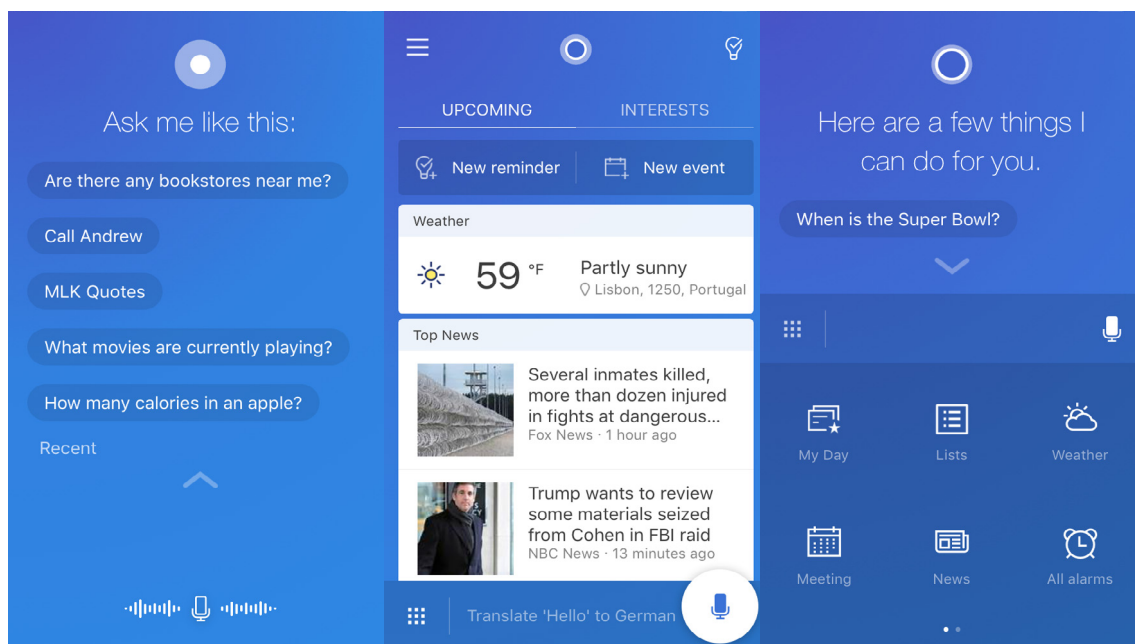 Ask me like this:
Are there any bookstores near me?
Call Andrew
MLK Quotes
What movies are currently playing?
How many calories in an apple?
Recent
UPCOMING
INTERESTS
New reminder
New event
Weather
59 °F
Partly sunny
Lisbon, 1250, Portugal
Top News
Several inmates killed,
more than dozen injured
in fights at dangerous...
Fox News · 1 hour ago
Trump wants to review
some materials seized
from Cohen in FBI raid
NBC News · 13 minutes ago
Translate 'Hello' to German
Here are a few things I
can do for you.
When is the Super Bowl?
My Day
Lists
Weather
Meeting
News
All alarms